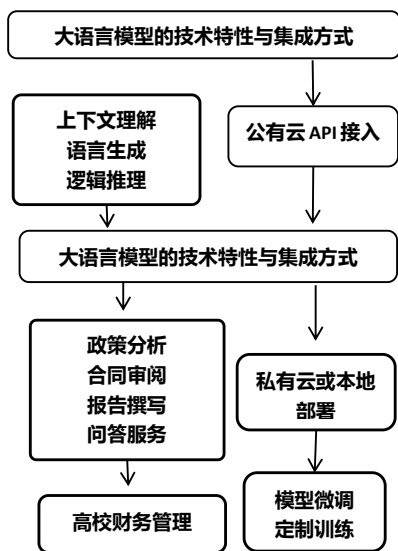 大语言模型的技术特性与集成方式
上下文理解
语言生成
逻辑推理
公有云 API 接入
大语言模型的技术特性与集成方式
政策分析
合同审阅
报告撰写
问答服务
私有云或本地
部署
高校财务管理
模型微调
定制训练